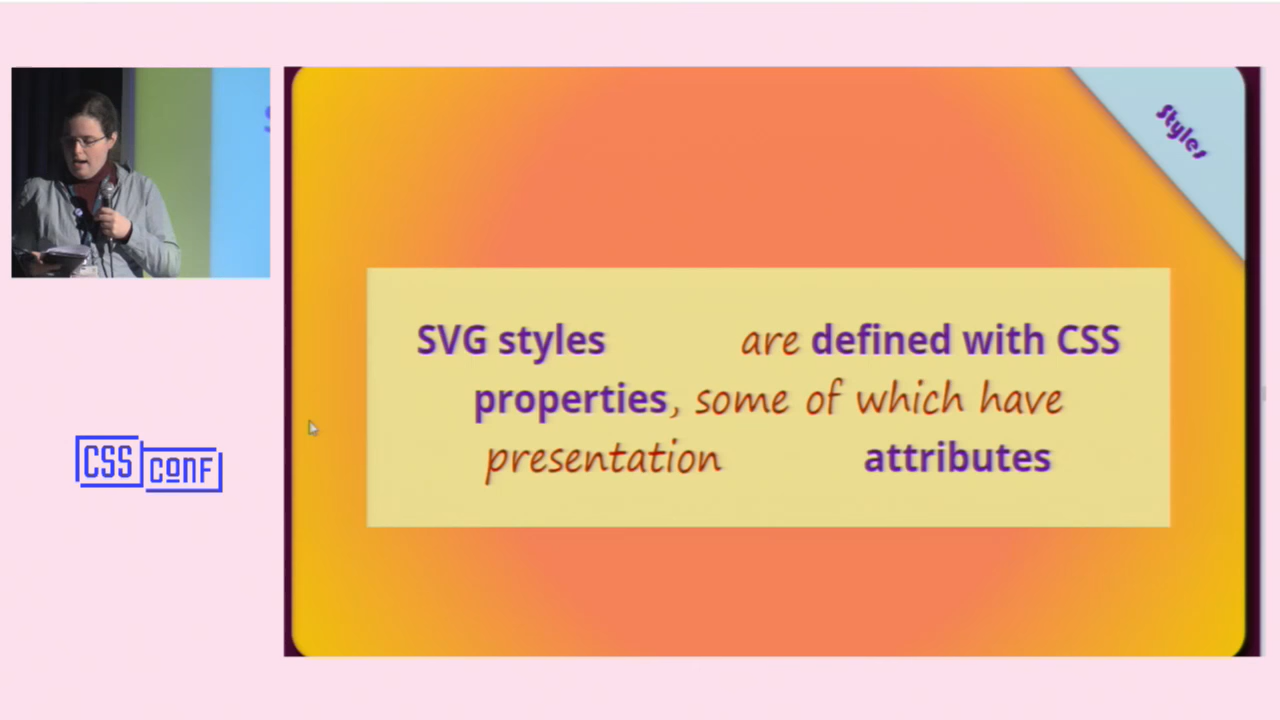 Styles
SVG styles are defined with CSS
properties, some of which have
presentation attributes
CSS conf